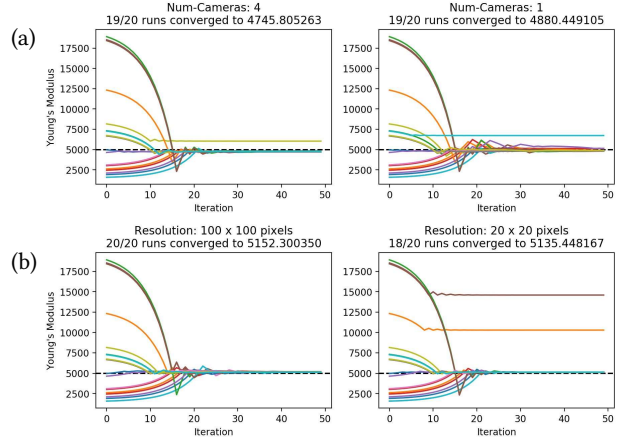 (a)
Num-Cameras: 4
19/20 runs converged to 4745.805263
Young's Modulus
17500
15000
12500
10000
7500
5000
2500
0 10 20 30 40 50
Iteration
Num-Cameras: 1
19/20 runs converged to 4880.449105
17500
15000
12500
10000
7500
5000
2500
0 10 20 30 40 50
Iteration
(b)
Resolution: 100 x 100 pixels
20/20 runs converged to 5152.300350
Young's Modulus
17500
15000
12500
10000
7500
5000
2500
0 10 20 30 40 50
Iteration
Resolution: 20 x 20 pixels
18/20 runs converged to 5135.448167
17500
15000
12500
10000
7500
5000
2500
0 10 20 30 40 50
Iteration